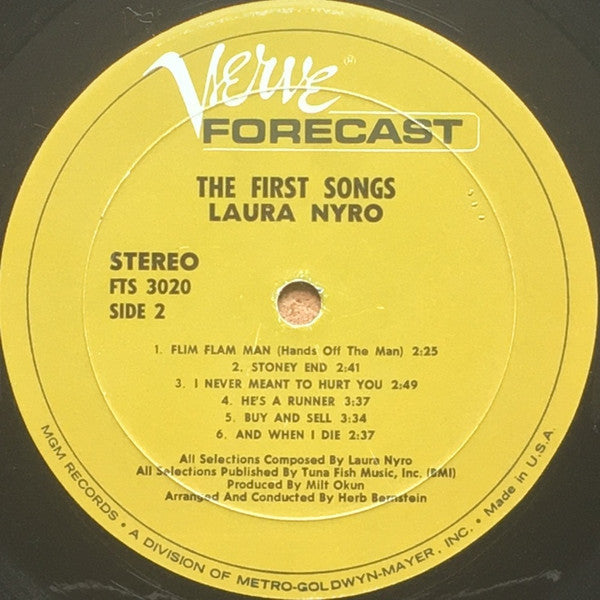 Verve
FORECAST
THE FIRST SONGS
LAURA NYRO
STEREO
FTS 3020
SIDE 2
1. FLIM FLAM MAN (Hands Off The Man) 2:25
2. STONEY END 2:41
3. I NEVER MEANT TO HURT YOU 2:49
4. HE'S A RUNNER 3:37
5. BUY AND SELL 3:34
6. AND WHEN I DIE 2:37
All Selections Composed By Laura Nyro
All Selections Published By Tuna Fish Music, Inc. (BMI)
Produced By Milt Okun
Arranged And Conducted By Herb Bernstein
MGM RECORDS • A DIVISION OF METRO-GOLDWYN-MAYER, INC. • Made in U.S.A.